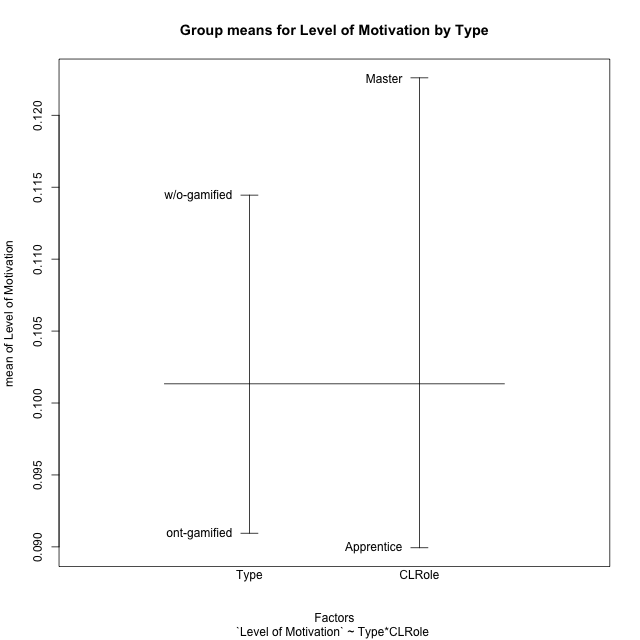 Group means for Level of Motivation by Type
mean of Level of Motivation
0.120
0.115
0.110
0.105
0.100
0.095
0.090
Master
w/o-gamified
ont-gamified
Apprentice
Type
CLRole
Factors
`Level of Motivation` ~ Type*CLRole